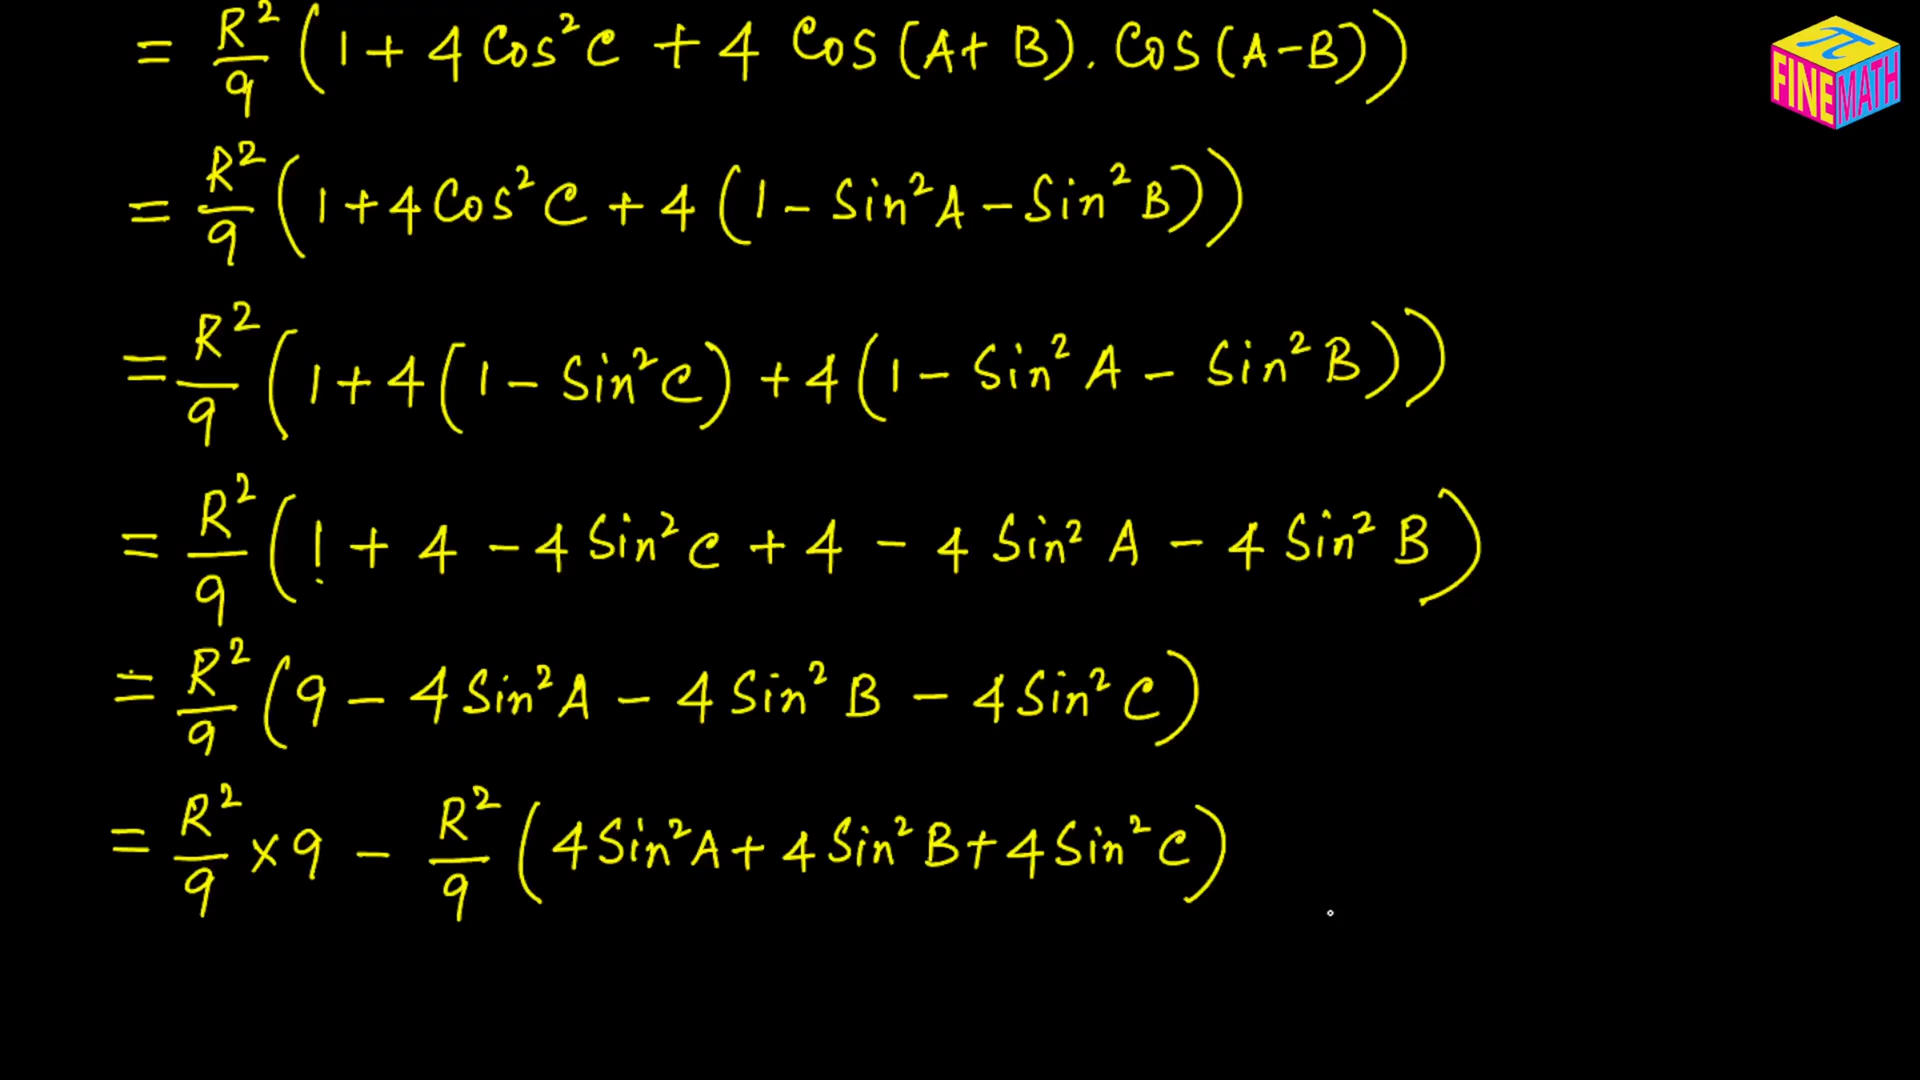 = R²/9 (1 + 4 Cos²C + 4 Cos(A+B). Cos(A-B))
π
FINE MATH
= R²/9 (1 + 4 Cos²C + 4 (1 - Sin²A - Sin²B))
= R²/9 (1 + 4(1 - Sin²C) + 4(1 - Sin²A - Sin²B))
= R²/9 (1 + 4 - 4 Sin²C + 4 - 4 Sin²A - 4 Sin²B)
= R²/9 (9 - 4 Sin²A - 4 Sin²B - 4 Sin²C)
= R²/9 × 9 - R²/9 (4 Sin²A + 4 Sin²B + 4 Sin²C)